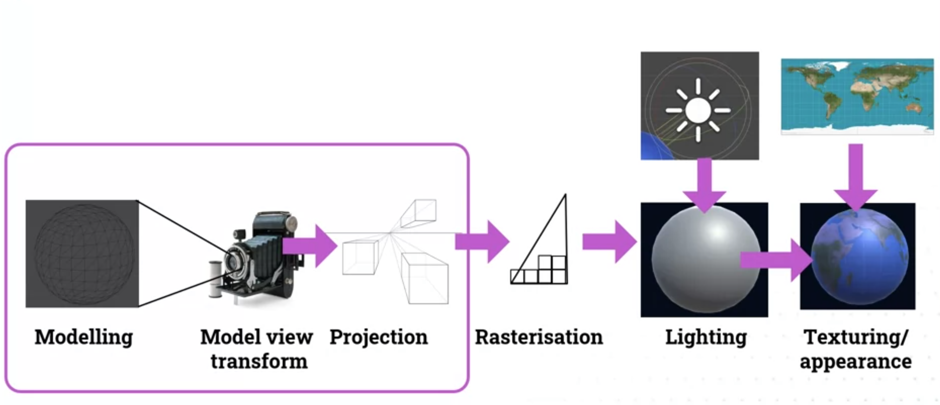 Modelling
Model view
transform
Projection
Rasterisation
Lighting
Texturing/
appearance